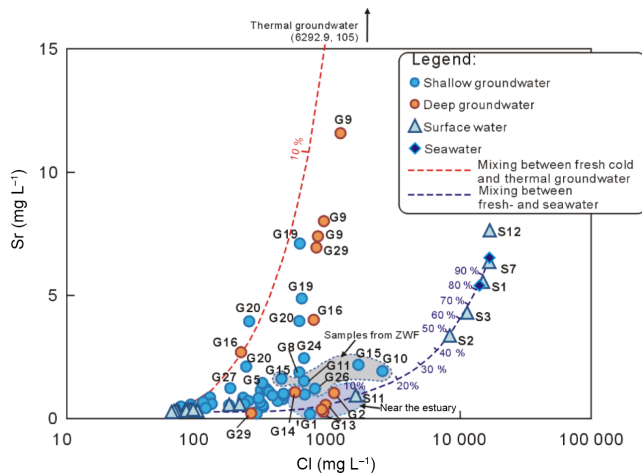 Thermal groundwater
(6292.9, 105)
15
10
5
0
Sr (mg L⁻¹)
10
100
1000
10 000
100 000
Cl (mg L⁻¹)
Legend:
Shallow groundwater
Deep groundwater
Surface water
Seawater
Mixing between fresh cold
and thermal groundwater
Mixing between
fresh- and seawater
10 %
G9
G9
G19
G9
G29
S12
G19
G20
G20
G16
G16
G20
G24
G8
Samples from ZWF
G15
G10
G27
G5
G15
G11
G26
S11
G29
G14'
G1
G13
G2
Near the estuary
90 %
80 %
70 %
60 %
50 %
40 %
30 %
20%
10%
S7
S1
S3
S2